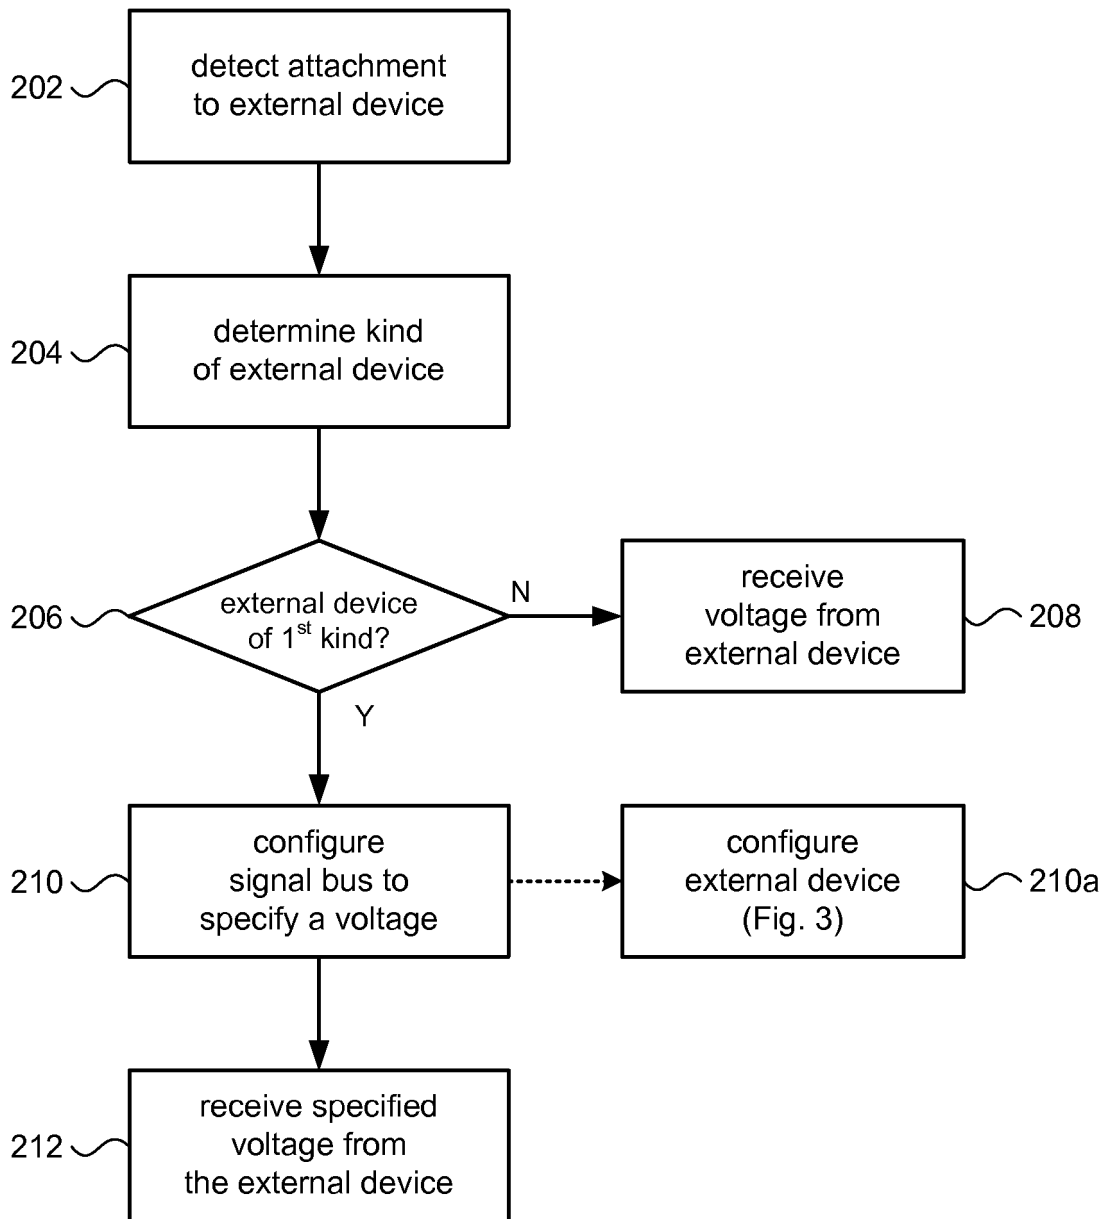 202
detect attachment
to external device
204
determine kind
of external device
206
external device
of 1st kind?
N
receive
voltage from
external device
208
Y
210
configure
signal bus to
specify a voltage
configure
external device
(Fig. 3)
210a
212
receive specified
voltage from
the external device